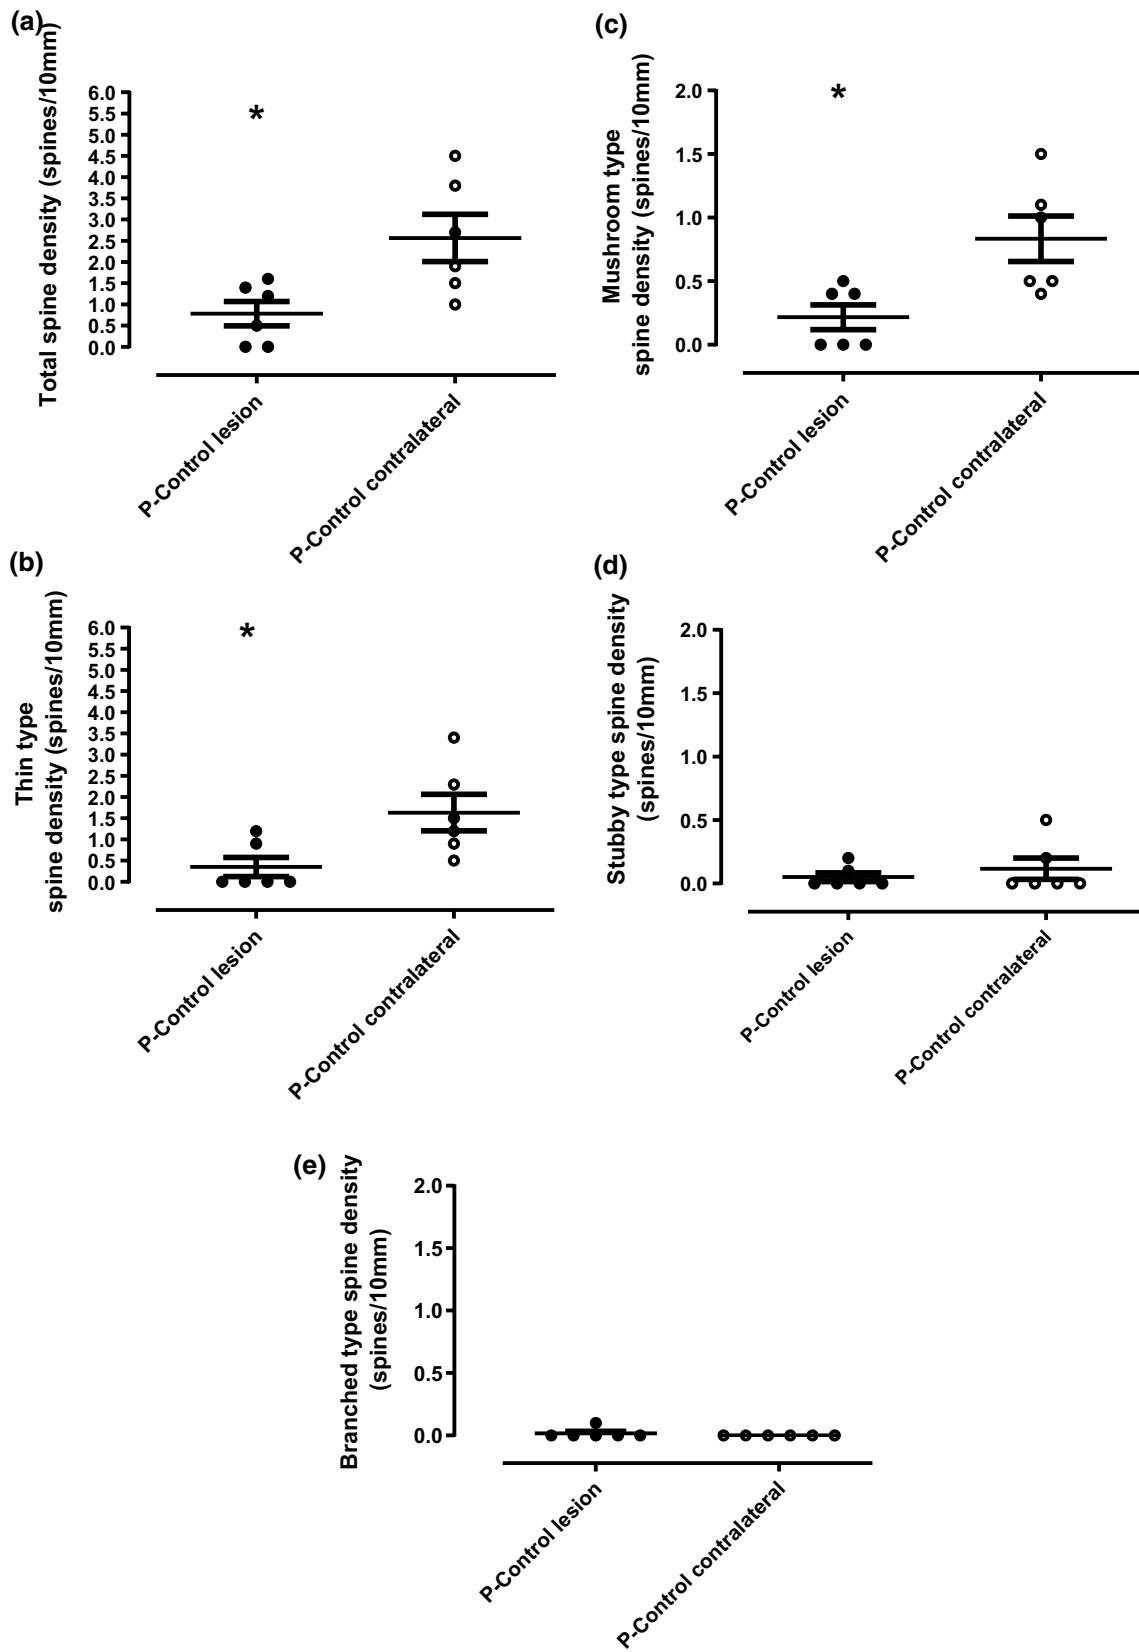 (a)
Total spine density (spines/10mm)
6.0
5.5
5.0
4.5
4.0
3.5
3.0
2.5
2.0
1.5
1.0
0.5
0.0
*
P-Control lesion
P-Control contralateral
(c)
Mushroom type
spine density (spines/10mm)
2.0
1.5
1.0
0.5
0.0
*
P-Control lesion
P-Control contralateral
(b)
Thin type
spine density (spines/10mm)
6.0
5.5
5.0
4.5
4.0
3.5
3.0
2.5
2.0
1.5
1.0
0.5
0.0
*
P-Control lesion
P-Control contralateral
(d)
Stubby type spine density
(spines/10mm)
2.0
1.5
1.0
0.5
0.0
P-Control lesion
P-Control contralateral
(e)
Branched type spine density
(spines/10mm)
2.0
1.5
1.0
0.5
0.0
P-Control lesion
P-Control contralateral